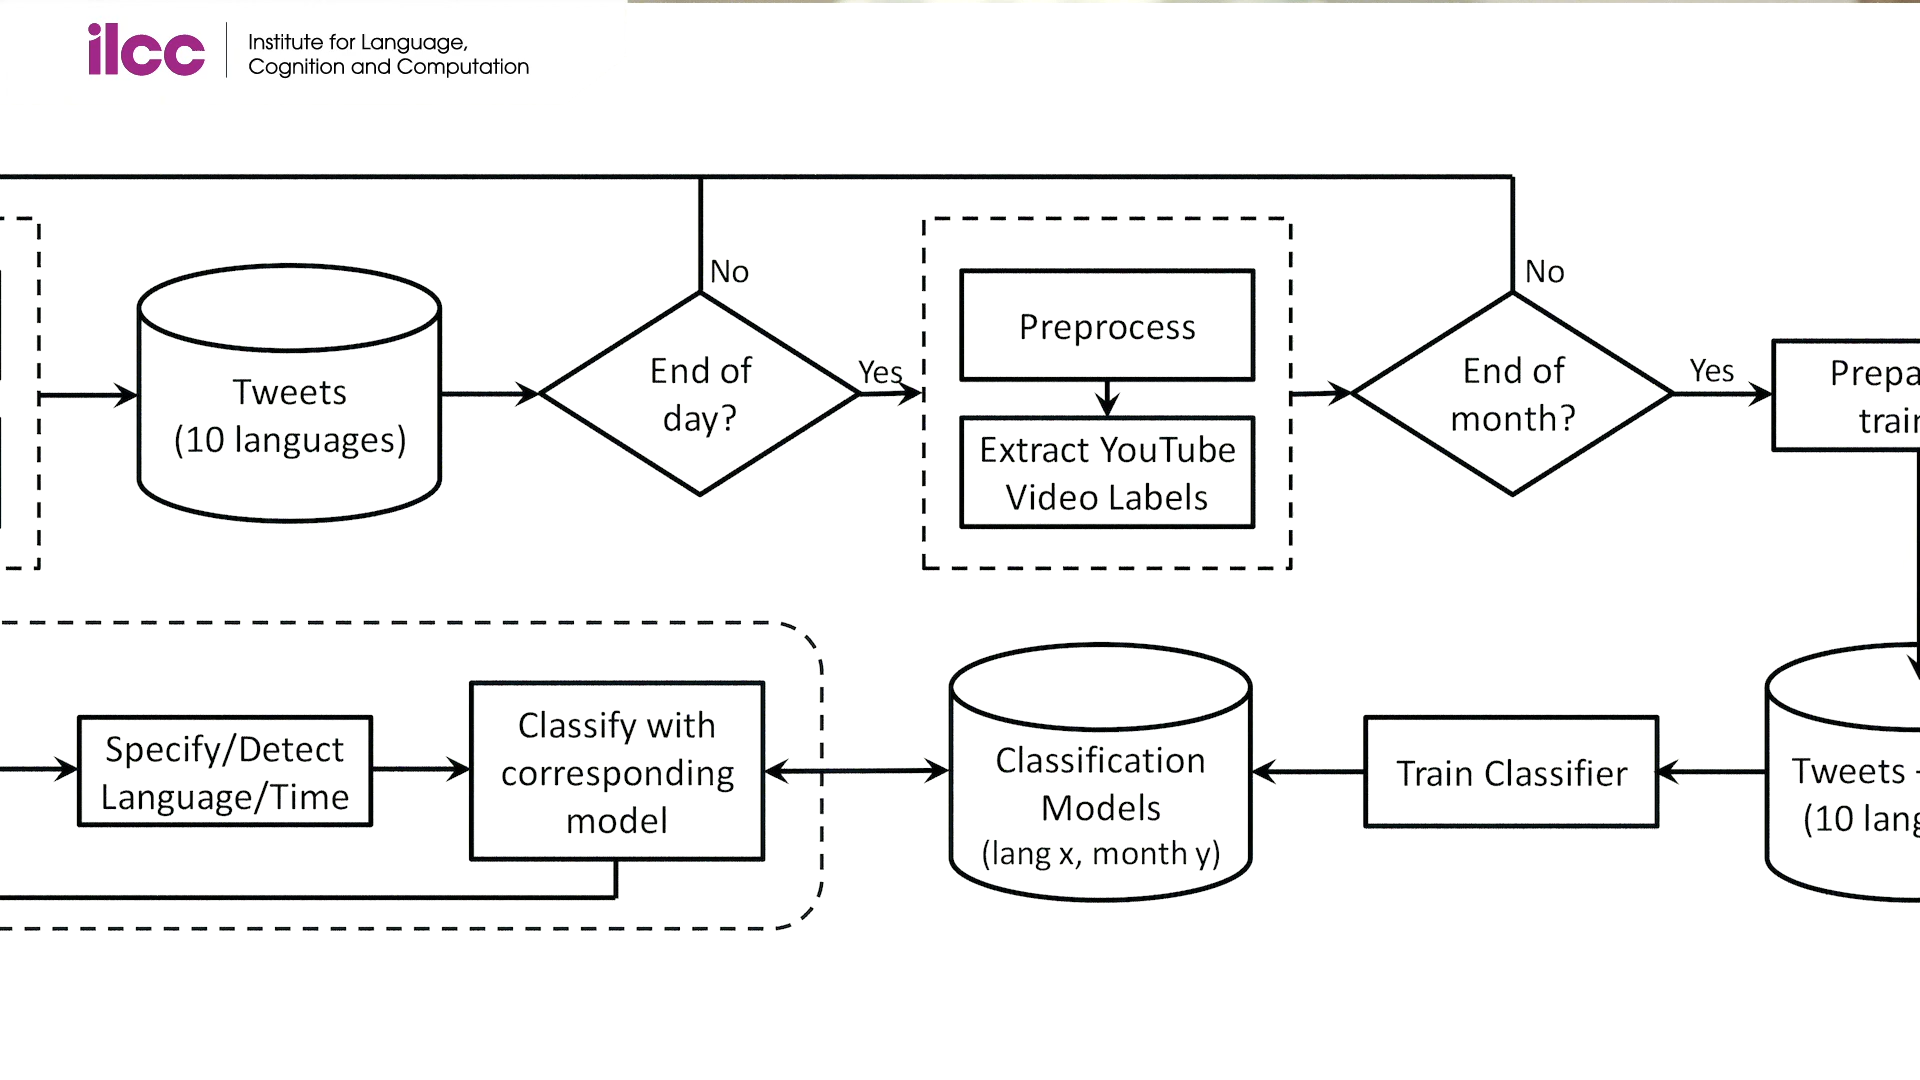 ilcc
Institute for Language,
Cognition and Computation
No
No
Tweets
(10 languages)
End of
day?
Yes
Preprocess
Extract YouTube
Video Labels
End of
month?
Yes
Specify/Detect
Language/Time
Classify with
corresponding
model
Classification
Models
(lang x, month y)
Train Classifier
Tweets
(10